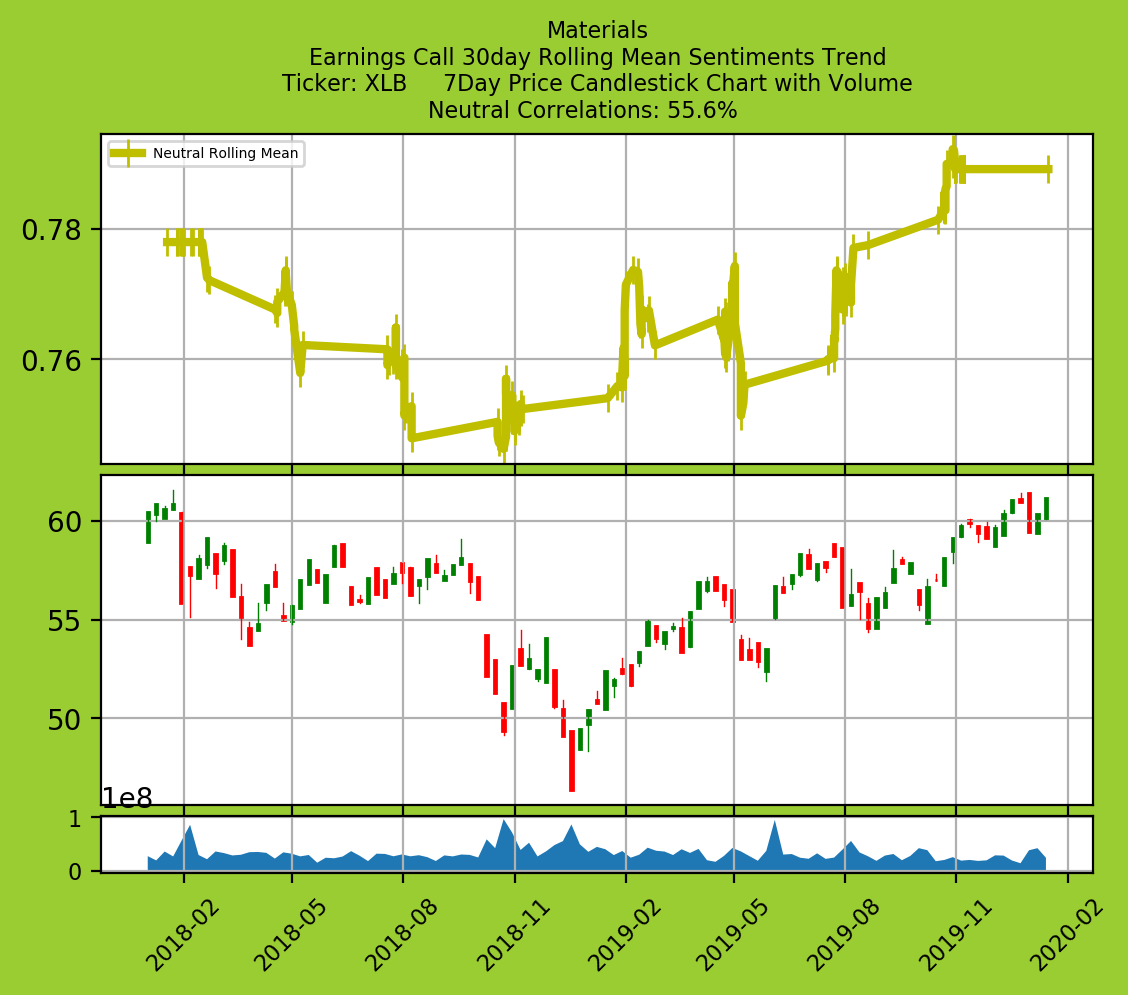 Materials
Earnings Call 30day Rolling Mean Sentiments Trend
Ticker: XLB     7Day Price Candlestick Chart with Volume
Neutral Correlations: 55.6%
Neutral Rolling Mean
0.78
0.76
60
55
50
1e8
1
0
2018-02
2018-05
2018-08
2018-11
2019-02
2019-05
2019-08
2019-11
2020-02